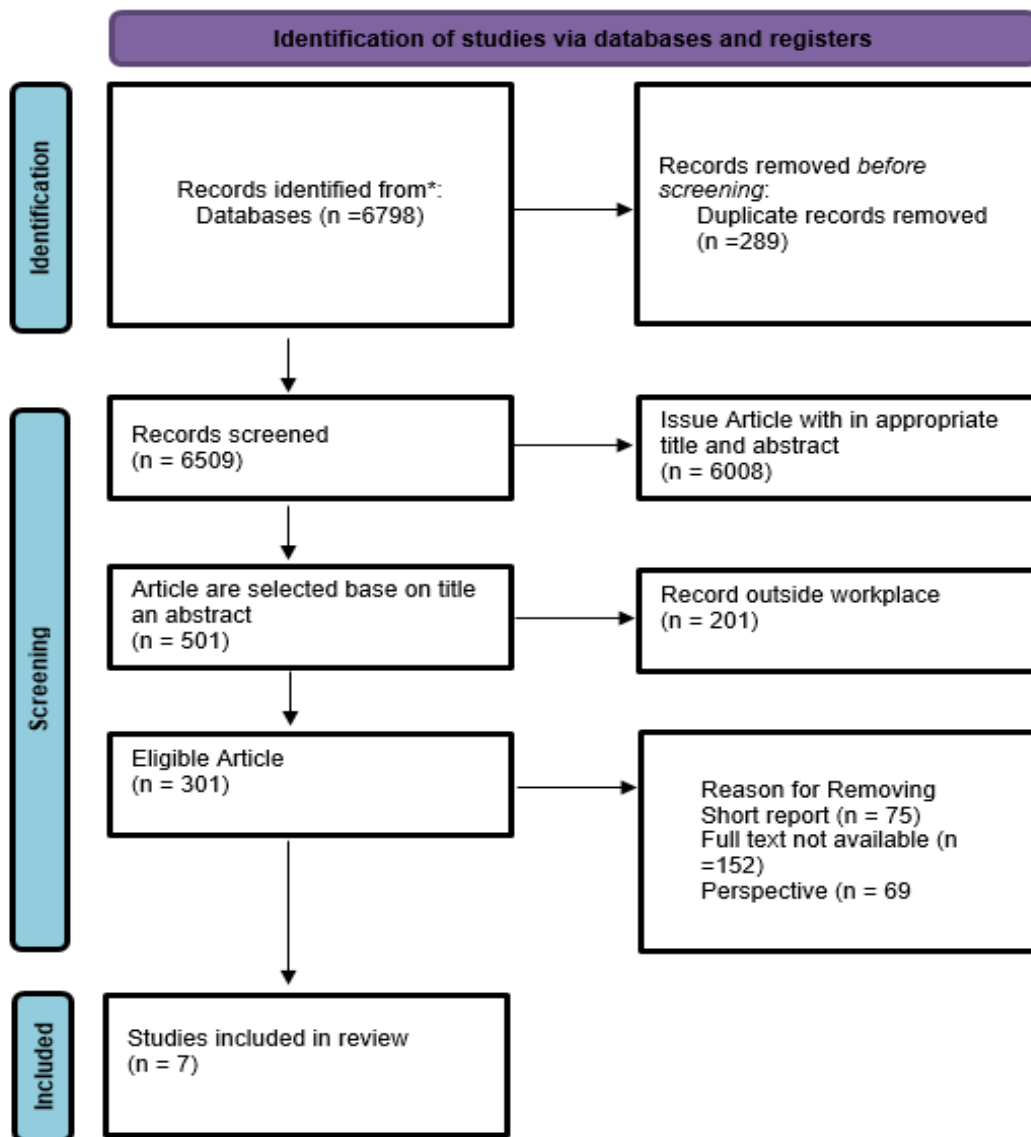 Identification of studies via databases and registers
Identification
Records identified from*:
Databases (n =6798)
Records removed before
screening:
Duplicate records removed
(n =289)
Screening
Records screened
(n = 6509)
Issue Article with in appropriate
title and abstract
(n = 6008)
Article are selected base on title
an abstract
(n = 501)
Record outside workplace
(n = 201)
Eligible Article
(n = 301)
Reason for Removing
Short report (n = 75)
Full text not available (n
=152)
Perspective (n = 69
Included
Studies included in review
(n = 7)